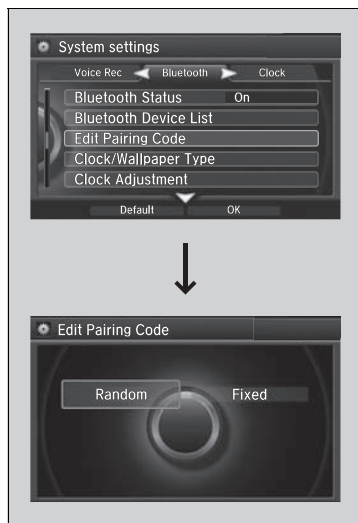 System settings
Voice Rec Bluetooth Clock
Bluetooth Status On
Bluetooth Device List
Edit Pairing Code
Clock/Wallpaper Type
Clock Adjustment
Default OK
Edit Pairing Code
Random Fixed